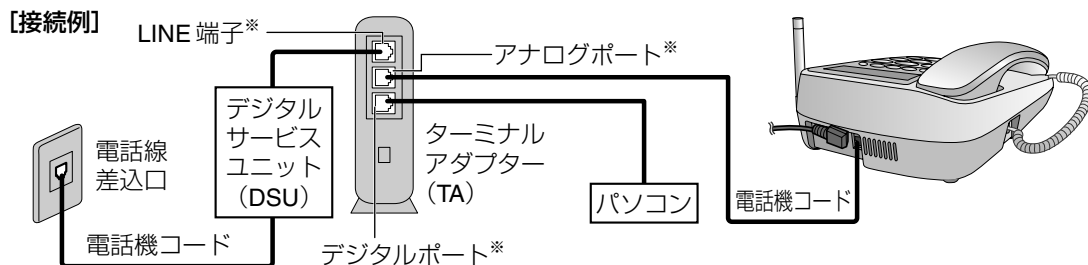 [接続例]
LINE 端子※
アナログポート※
デジタル
サービス
ユニット
（DSU）
電話線
差込口
ターミナル
アダプター
（TA）
パソコン
電話機コード
電話機コード
デジタルポート※